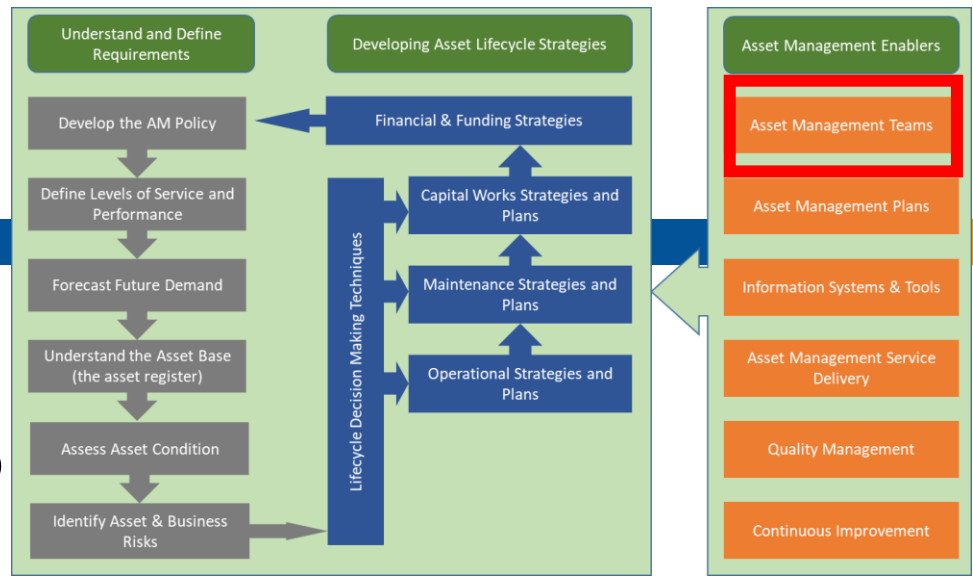 Understand and Define
Requirements
Develop the AM Policy
Define Levels of Service and
Performance
Forecast Future Demand
Understand the Asset Base
(the asset register)
Assess Asset Condition
Identify Asset & Business
Risks
Developing Asset Lifecycle Strategies
Financial & Funding Strategies
Lifecycle Decision Making Techniques
Capital Works Strategies and
Plans
Maintenance Strategies and
Plans
Operational Strategies and
Plans
Asset Management Enablers
Asset Management Teams
Asset Management Plans
Information Systems & Tools
Asset Management Service
Delivery
Quality Management
Continuous Improvement
)